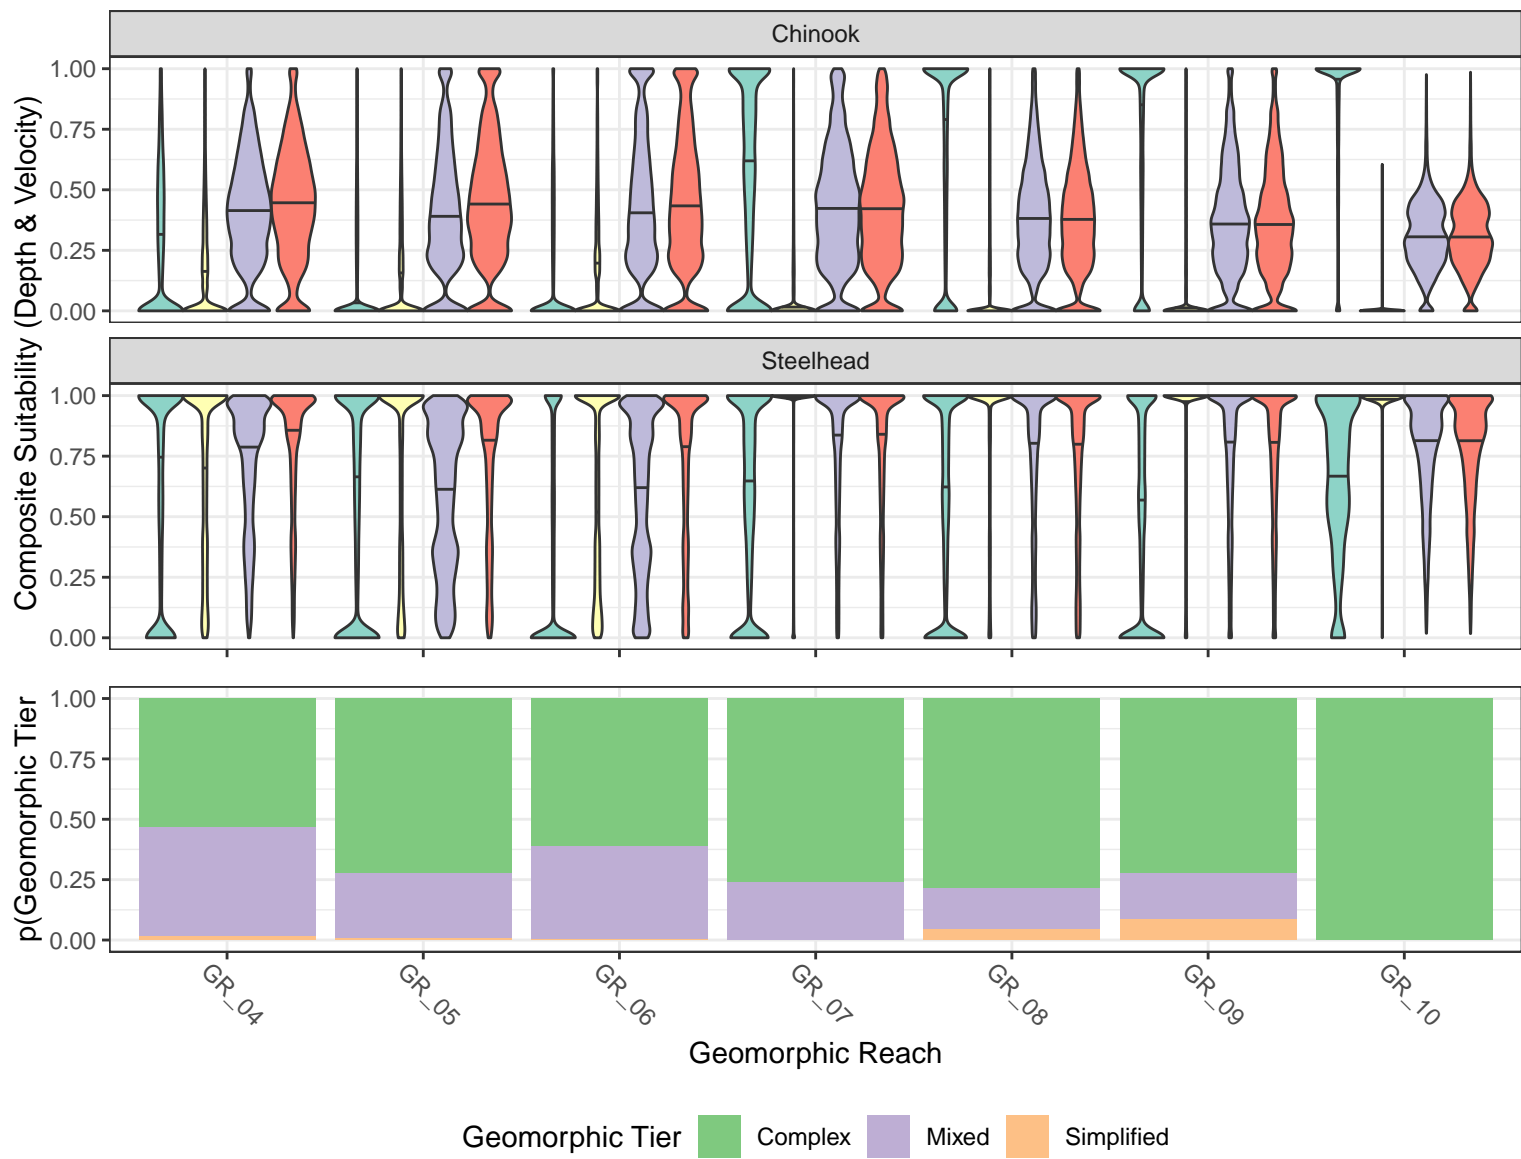 Chinook
1.00
0.75
0.50
0.25
0.00
Steelhead
1.00
0.75
0.50
0.25
0.00
Composite Suitability (Depth & Velocity)
1.00
0.75
0.50
0.25
0.00
p(Geomorphic Tier
GR_04
GR_05
GR_06
GR_07
GR_08
GR_09
GR_10
Geomorphic Reach
Geomorphic Tier Complex Mixed Simplified